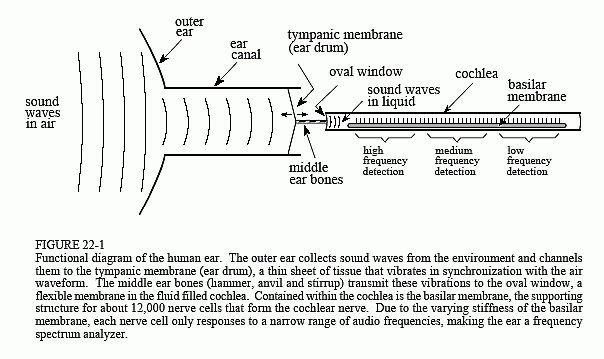 outer
ear
ear
canal
tympanic membrane
(ear drum)
oval window
sound waves
in liquid
cochlea
basilar
membrane
sound
waves
in air
middle
ear bones
high
frequency
detection
medium
frequency
detection
low
frequency
detection
FIGURE 22-1
Functional diagram of the human ear. The outer ear collects sound waves from the environment and channels
them to the tympanic membrane (ear drum), a thin sheet of tissue that vibrates in synchronization with the air
waveform. The middle ear bones (hammer, anvil and stirrup) transmit these vibrations to the oval window, a
flexible membrane in the fluid filled cochlea. Contained within the cochlea is the basilar membrane, the supporting
structure for about 12,000 nerve cells that form the cochlear nerve. Due to the varying stiffness of the basilar
membrane, each nerve cell only responses to a narrow range of audio frequencies, making the ear a frequency
spectrum analyzer.